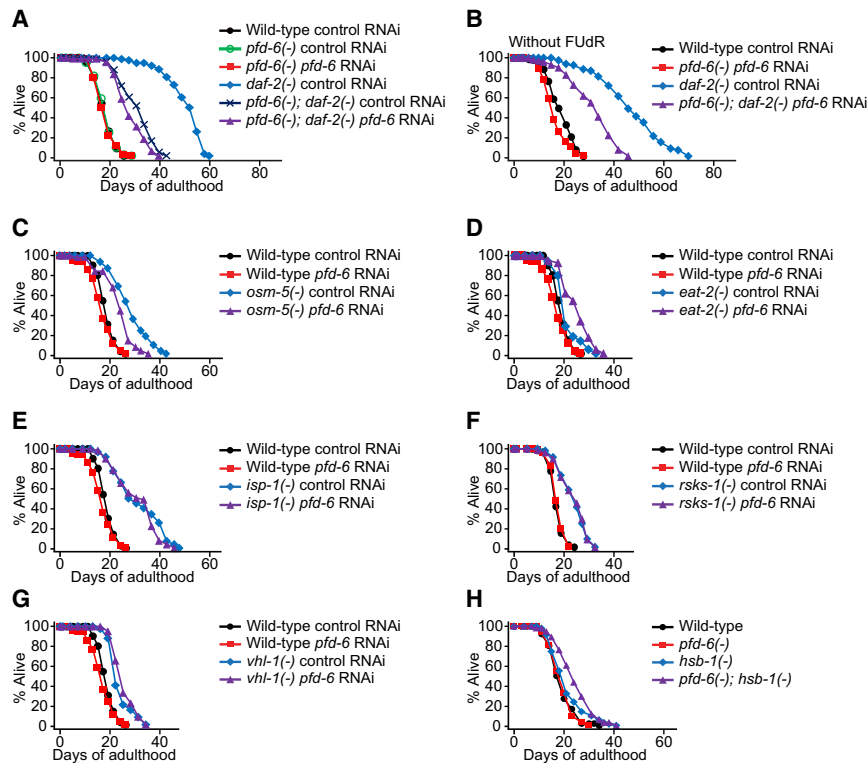 A
% Alive
100
80
60
40
20
0
0 20 40 60 80
Days of adulthood
Wild-type control RNAi
pfd-6(-) control RNAi
pfd-6(-) pfd-6 RNAi
daf-2(-) control RNAi
pfd-6(-); daf-2(-) control RNAi
pfd-6(-); daf-2(-) pfd-6 RNAi
B
Without FUdR
% Alive
100
80
60
40
20
0
0 20 40 60 80
Days of adulthood
Wild-type control RNAi
pfd-6(-) pfd-6 RNAi
daf-2(-) control RNAi
pfd-6(-); daf-2(-) pfd-6 RNAi
C
% Alive
100
80
60
40
20
0
0 20 40 60
Days of adulthood
Wild-type control RNAi
Wild-type pfd-6 RNAi
osm-5(-) control RNAi
osm-5(-) pfd-6 RNAi
D
% Alive
100
80
60
40
20
0
0 20 40 60
Days of adulthood
Wild-type control RNAi
Wild-type pfd-6 RNAi
eat-2(-) control RNAi
eat-2(-) pfd-6 RNAi
E
% Alive
100
80
60
40
20
0
0 20 40 60
Days of adulthood
Wild-type control RNAi
Wild-type pfd-6 RNAi
isp-1(-) control RNAi
isp-1(-) pfd-6 RNAi
F
% Alive
100
80
60
40
20
0
0 20 40
Days of adulthood
Wild-type control RNAi
Wild-type pfd-6 RNAi
rsks-1(-) control RNAi
rsks-1(-) pfd-6 RNAi
G
% Alive
100
80
60
40
20
0
0 20 40
Days of adulthood
Wild-type control RNAi
Wild-type pfd-6 RNAi
vhl-1(-) control RNAi
vhl-1(-) pfd-6 RNAi
H
% Alive
100
80
60
40
20
0
0 20 40 60
Days of adulthood
Wild-type
pfd-6(-)
hsb-1(-)
pfd-6(-); hsb-1(-)